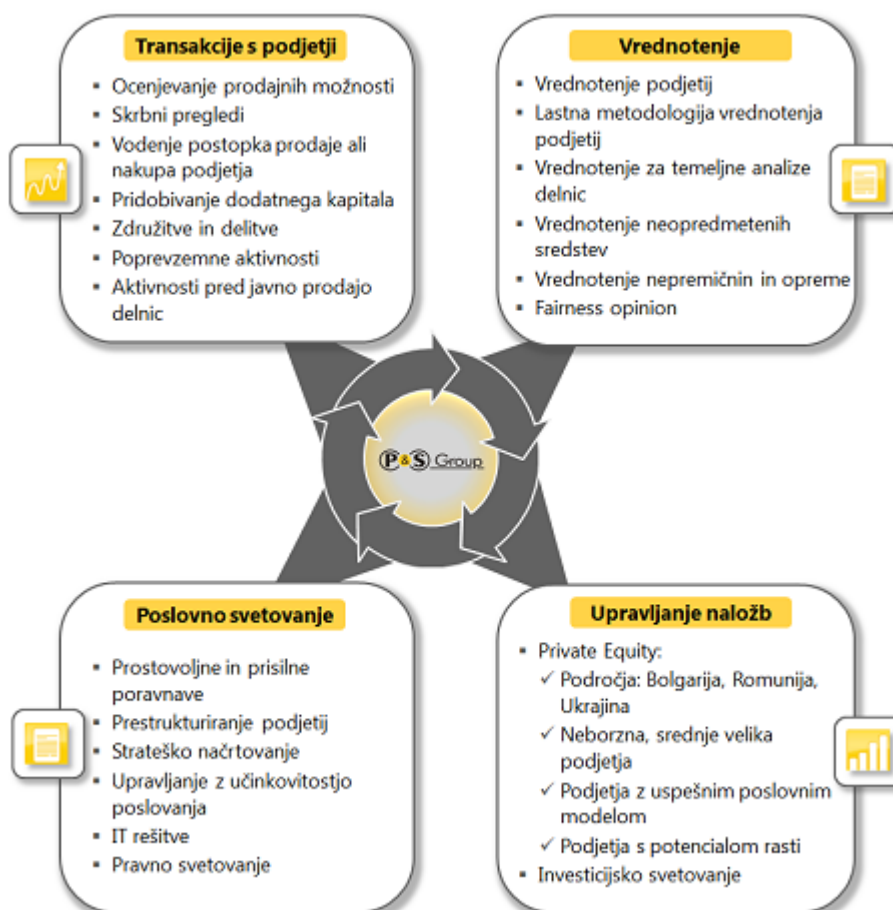 Transakcije s podjetji
▪ Ocenjevanje prodajnih možnosti
▪ Skrbni pregledi
▪ Vodenje postopka prodaje ali
nakupa podjetja
▪ Pridobivanje dodatnega kapitala
▪ Združitve in delitve
▪ Poprevzemne aktivnosti
▪ Aktivnosti pred javno prodajo
delnic
Vrednotenje
▪ Vrednotenje podjetij
▪ Lastna metodologija vrednotenja
podjetij
▪ Vrednotenje za temeljne analize
delnic
▪ Vrednotenje neopredmetenih
sredstev
▪ Vrednotenje nepremičnin in opreme
▪ Fairness opinion
P&S Group
Poslovno svetovanje
▪ Prostovoljne in prisilne
poravnave
▪ Prestrukturiranje podjetij
▪ Strateško načrtovanje
▪ Upravljanje z učinkovitostjo
poslovanja
▪ IT rešitve
▪ Pravno svetovanje
Upravljanje naložb
▪ Private Equity:
✓ Področja: Bolgarija, Romunija,
Ukrajina
✓ Neborzna, srednje velika
podjetja
✓ Podjetja z uspešnim poslovnim
modelom
✓ Podjetja s potencialom rasti
▪ Investicijsko svetovanje